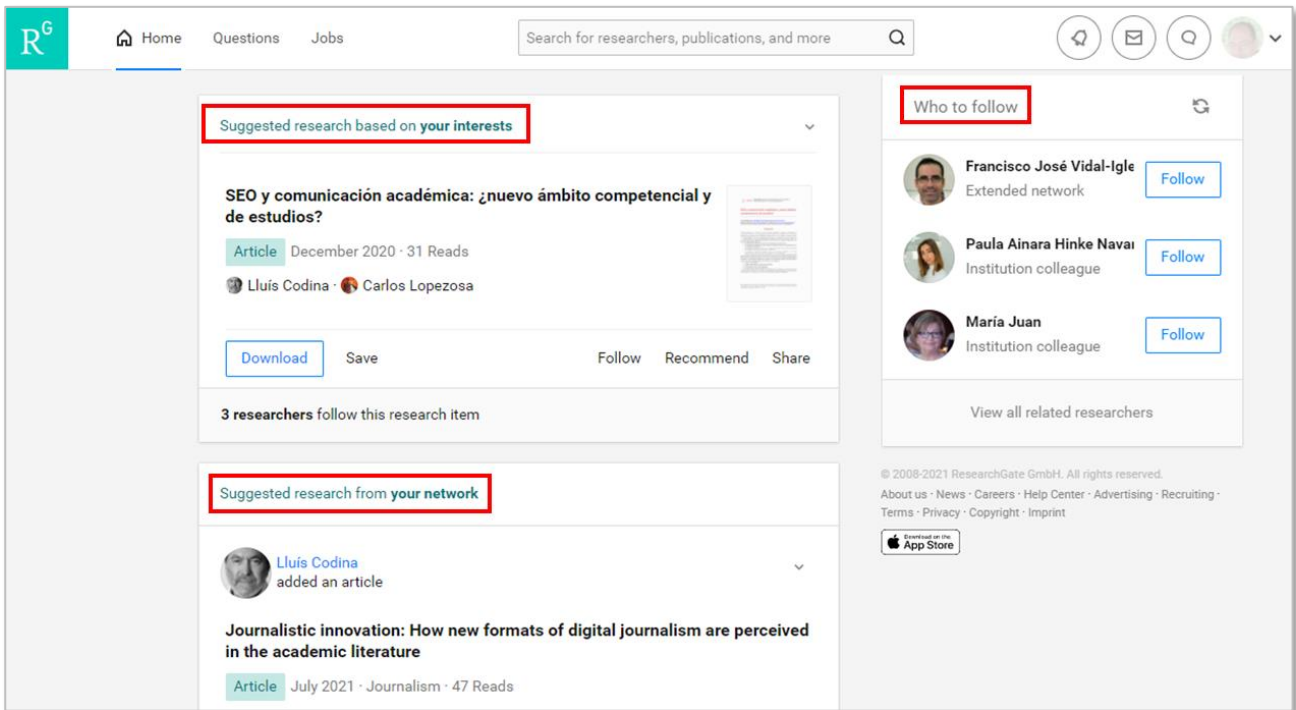 RG
Home Questions Jobs Search for researchers, publications, and more
Suggested research based on your interests
SEO y comunicación académica: ¿nuevo ámbito competencial y
de estudios?
Article December 2020 · 31 Reads
Lluís Codina · Carlos Lopezosa
Download Save Follow Recommend Share
3 researchers follow this research item
Suggested research from your network
Lluís Codina
added an article
Journalistic innovation: How new formats of digital journalism are perceived
in the academic literature
Article July 2021 · Journalism · 47 Reads
Who to follow
Francisco José Vidal-Igle
Extended network
Follow
Paula Ainara Hinke Navar
Institution colleague
Follow
María Juan
Institution colleague
Follow
View all related researchers
© 2008-2021 ResearchGate GmbH. All rights reserved.
About us · News · Careers · Help Center · Advertising · Recruiting ·
Terms · Privacy · Copyright · Imprint
Download on the
App Store